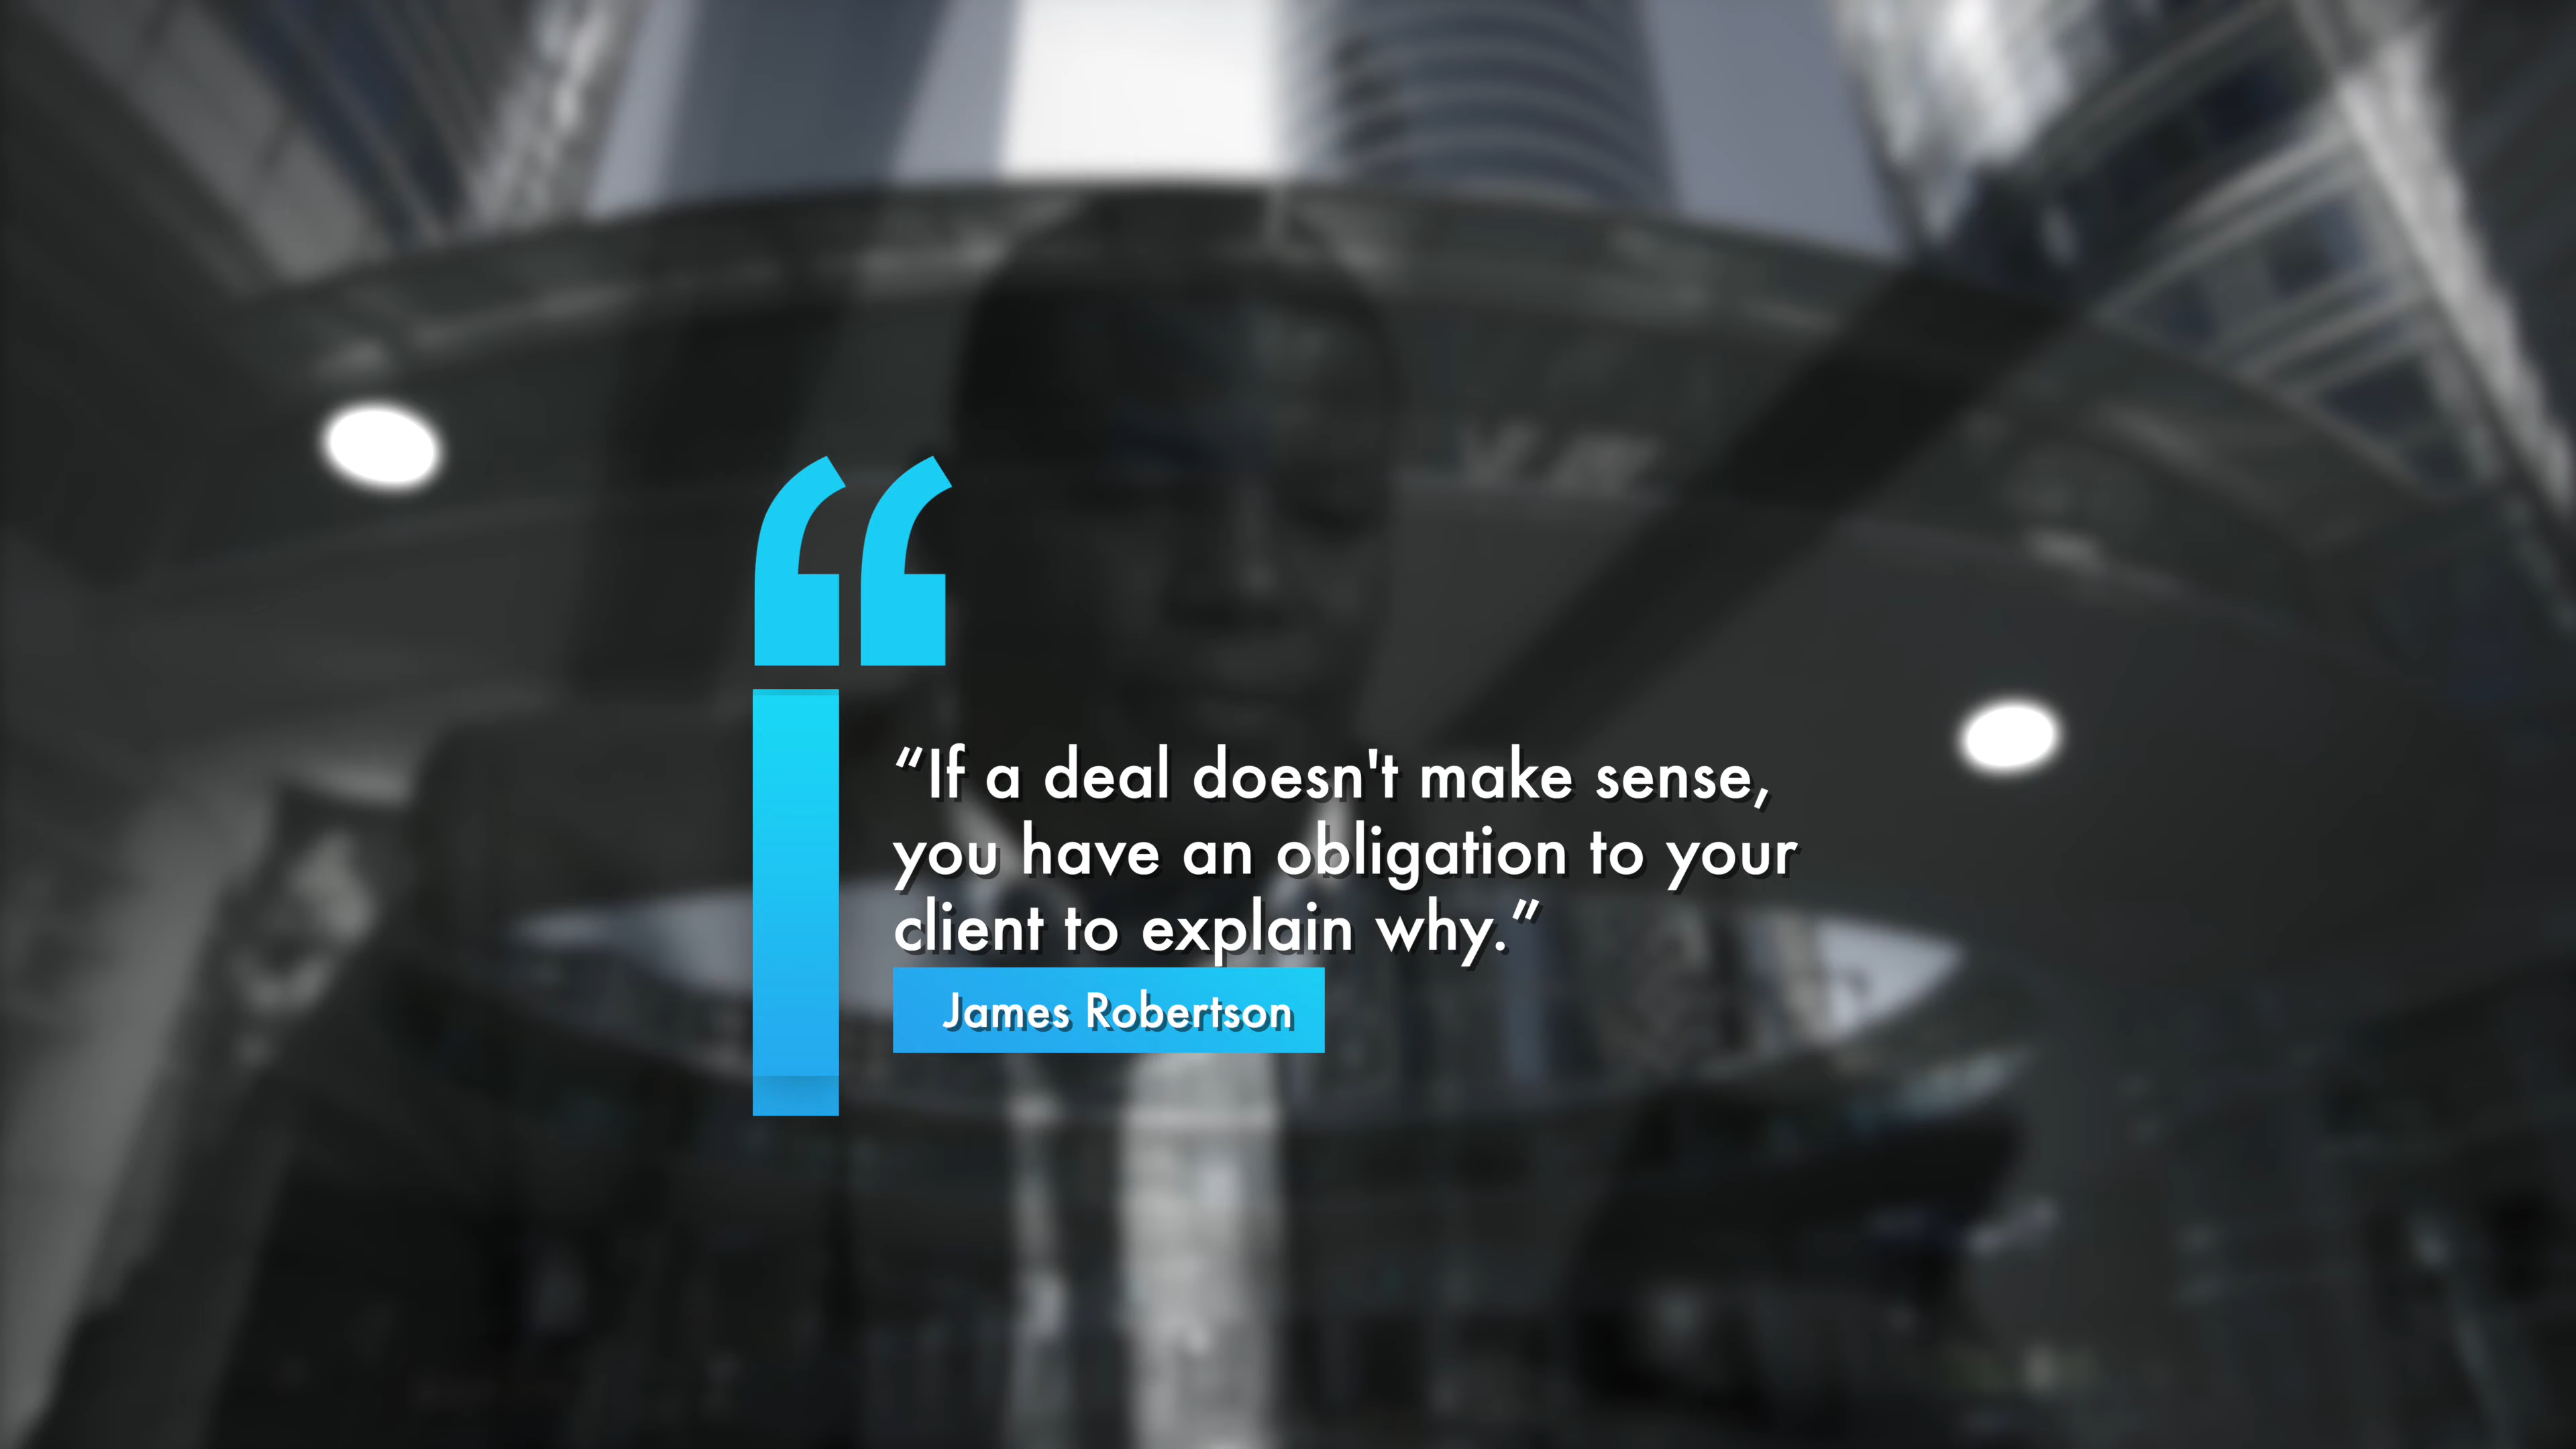 “If a deal doesn't make sense,
you have an obligation to your
client to explain why.”
James Robertson